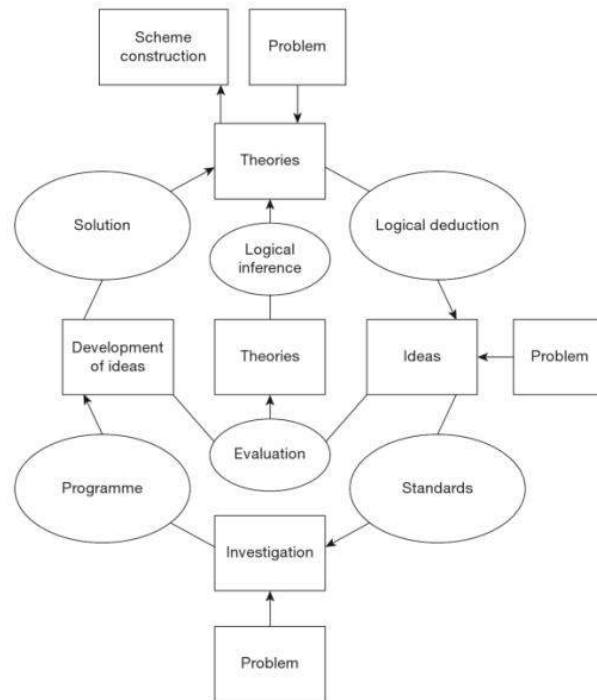 Scheme
construction
Problem
Theories
Solution
Logical deduction
Logical
inference
Development
of ideas
Theories
Ideas
Problem
Evaluation
Programme
Standards
Investigation
Problem